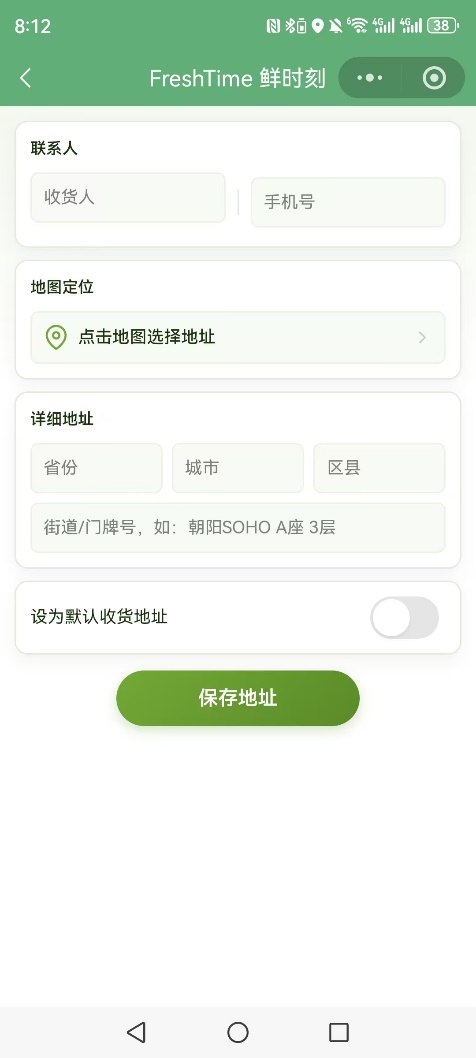 8:12
6 4G 4G 38
FreshTime 鲜时刻
联系人
收货人 手机号
地图定位
点击地图选择地址
详细地址
省份 城市 区县
街道/门牌号，如：朝阳SOHO A座 3层
设为默认收货地址
保存地址